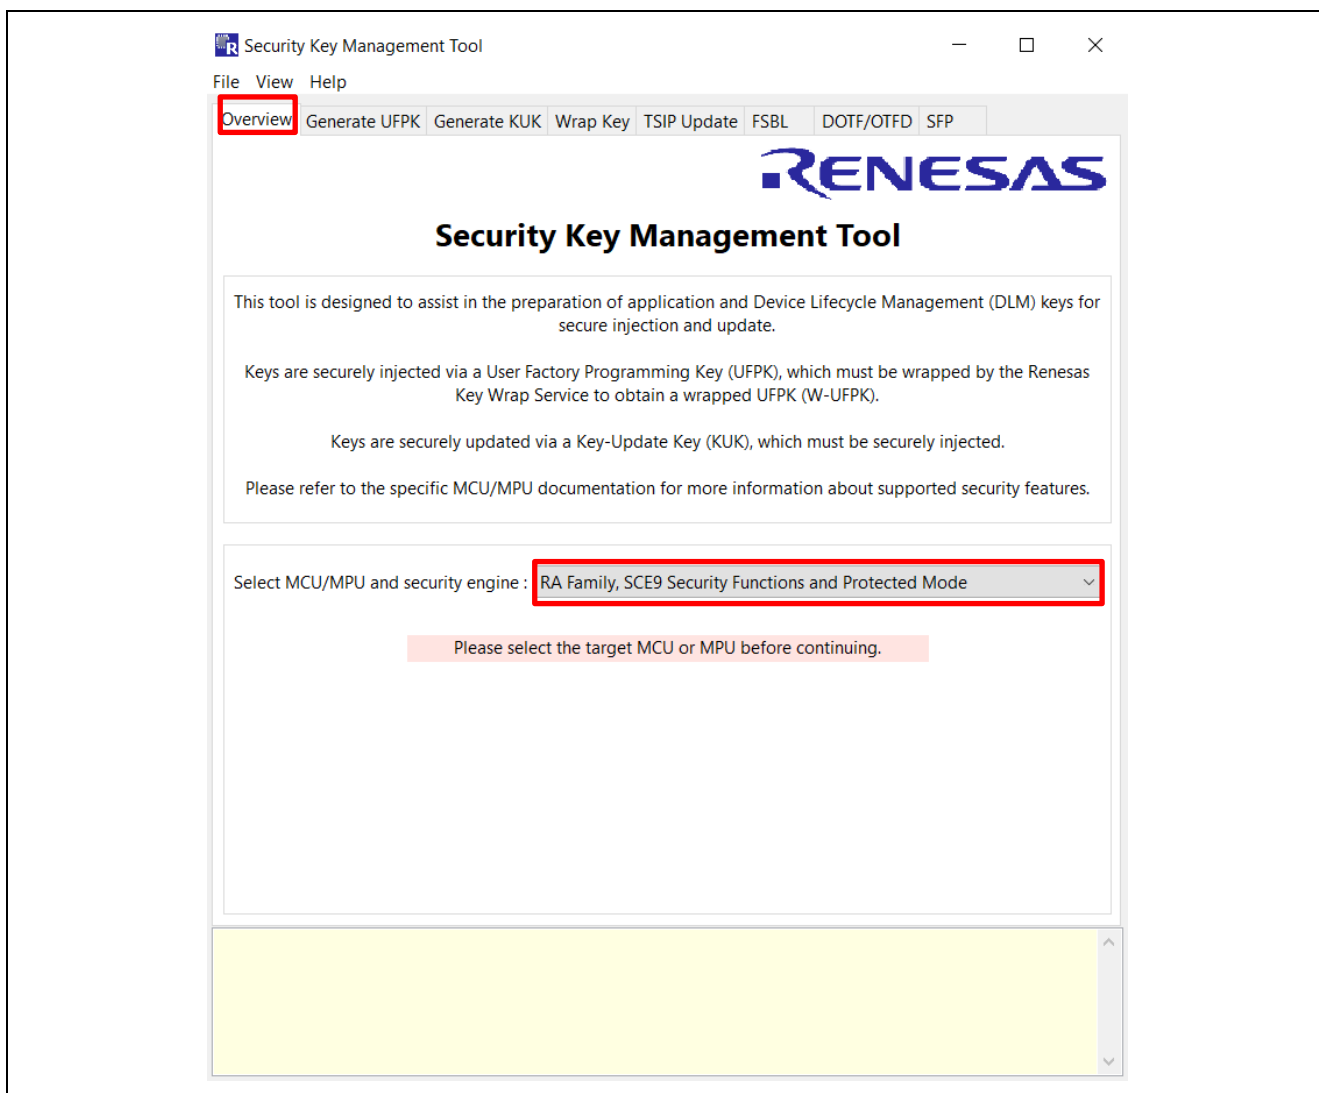 Security Key Management Tool
File View Help
Overview Generate UFPK Generate KUK Wrap Key TSIP Update FSBL DOTF/OTFD SFP
RENESAS
Security Key Management Tool
This tool is designed to assist in the preparation of application and Device Lifecycle Management (DLM) keys for
secure injection and update.
Keys are securely injected via a User Factory Programming Key (UFPK), which must be wrapped by the Renesas
Key Wrap Service to obtain a wrapped UFPK (W-UFPK).
Keys are securely updated via a Key-Update Key (KUK), which must be securely injected.
Please refer to the specific MCU/MPU documentation for more information about supported security features.
Select MCU/MPU and security engine : RA Family, SCE9 Security Functions and Protected Mode
Please select the target MCU or MPU before continuing.